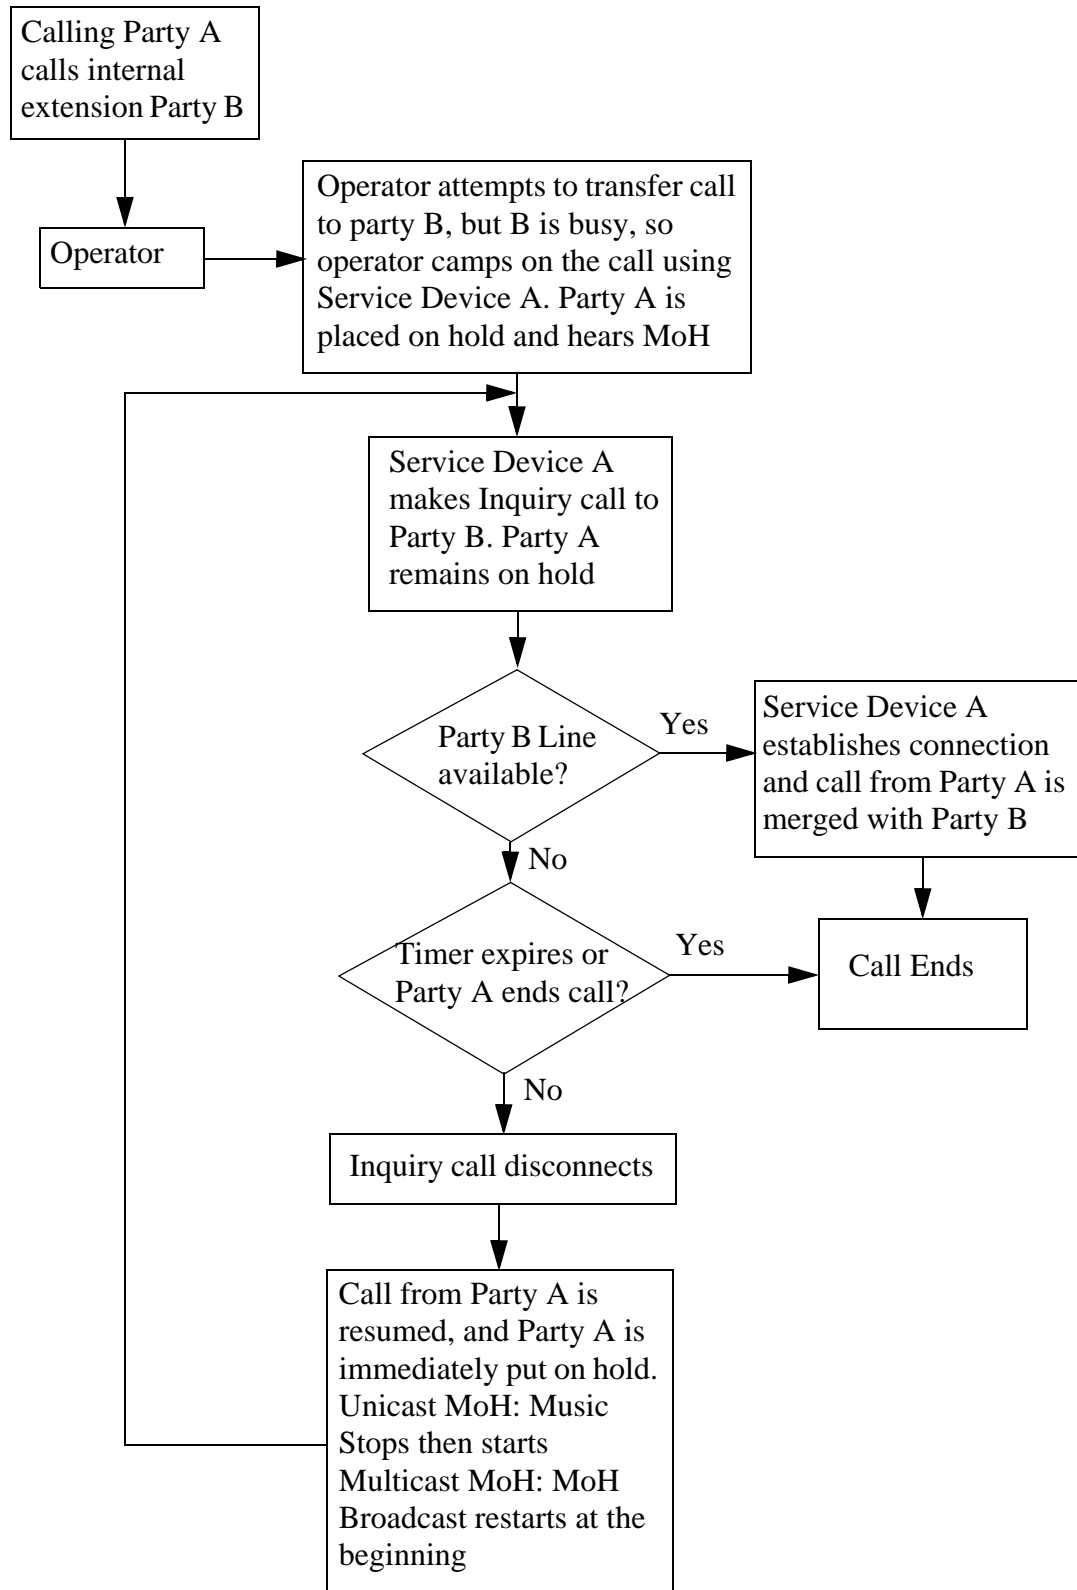 Calling Party A
calls internal
extension Party B
Operator
Operator attempts to transfer call
to party B, but B is busy, so
operator camps on the call using
Service Device A. Party A is
placed on hold and hears MoH
Service Device A
makes Inquiry call to
Party B. Party A
remains on hold
Party B Line
available?
Yes
Service Device A
establishes connection
and call from Party A is
merged with Party B
No
Timer expires or
Party A ends call?
Yes
Call Ends
No
Inquiry call disconnects
Call from Party A is
resumed, and Party A is
immediately put on hold.
Unicast MoH: Music
Stops then starts
Multicast MoH: MoH
Broadcast restarts at the
beginning